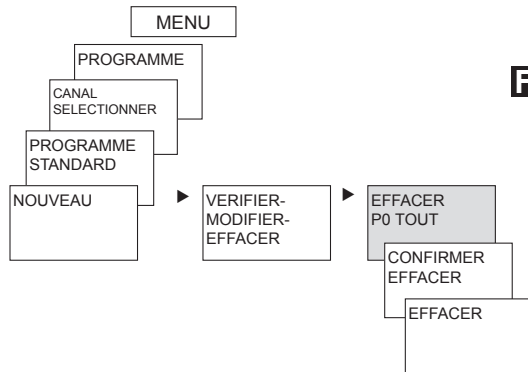 MENU
PROGRAMME
CANAL
SELECTIONNER
PROGRAMME
STANDARD
NOUVEAU
VERIFIER-
MODIFIER-
EFFACER
EFFACER
P0 TOUT
CONFIRMER
EFFACER
EFFACER
F